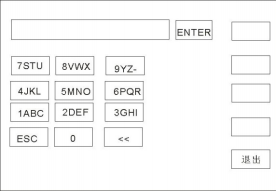 ENTER
7STU 8VWX 9YZ-
4JKL 5MNO 6PQR
1ABC 2DEF 3GHI
ESC 0 <<
退出